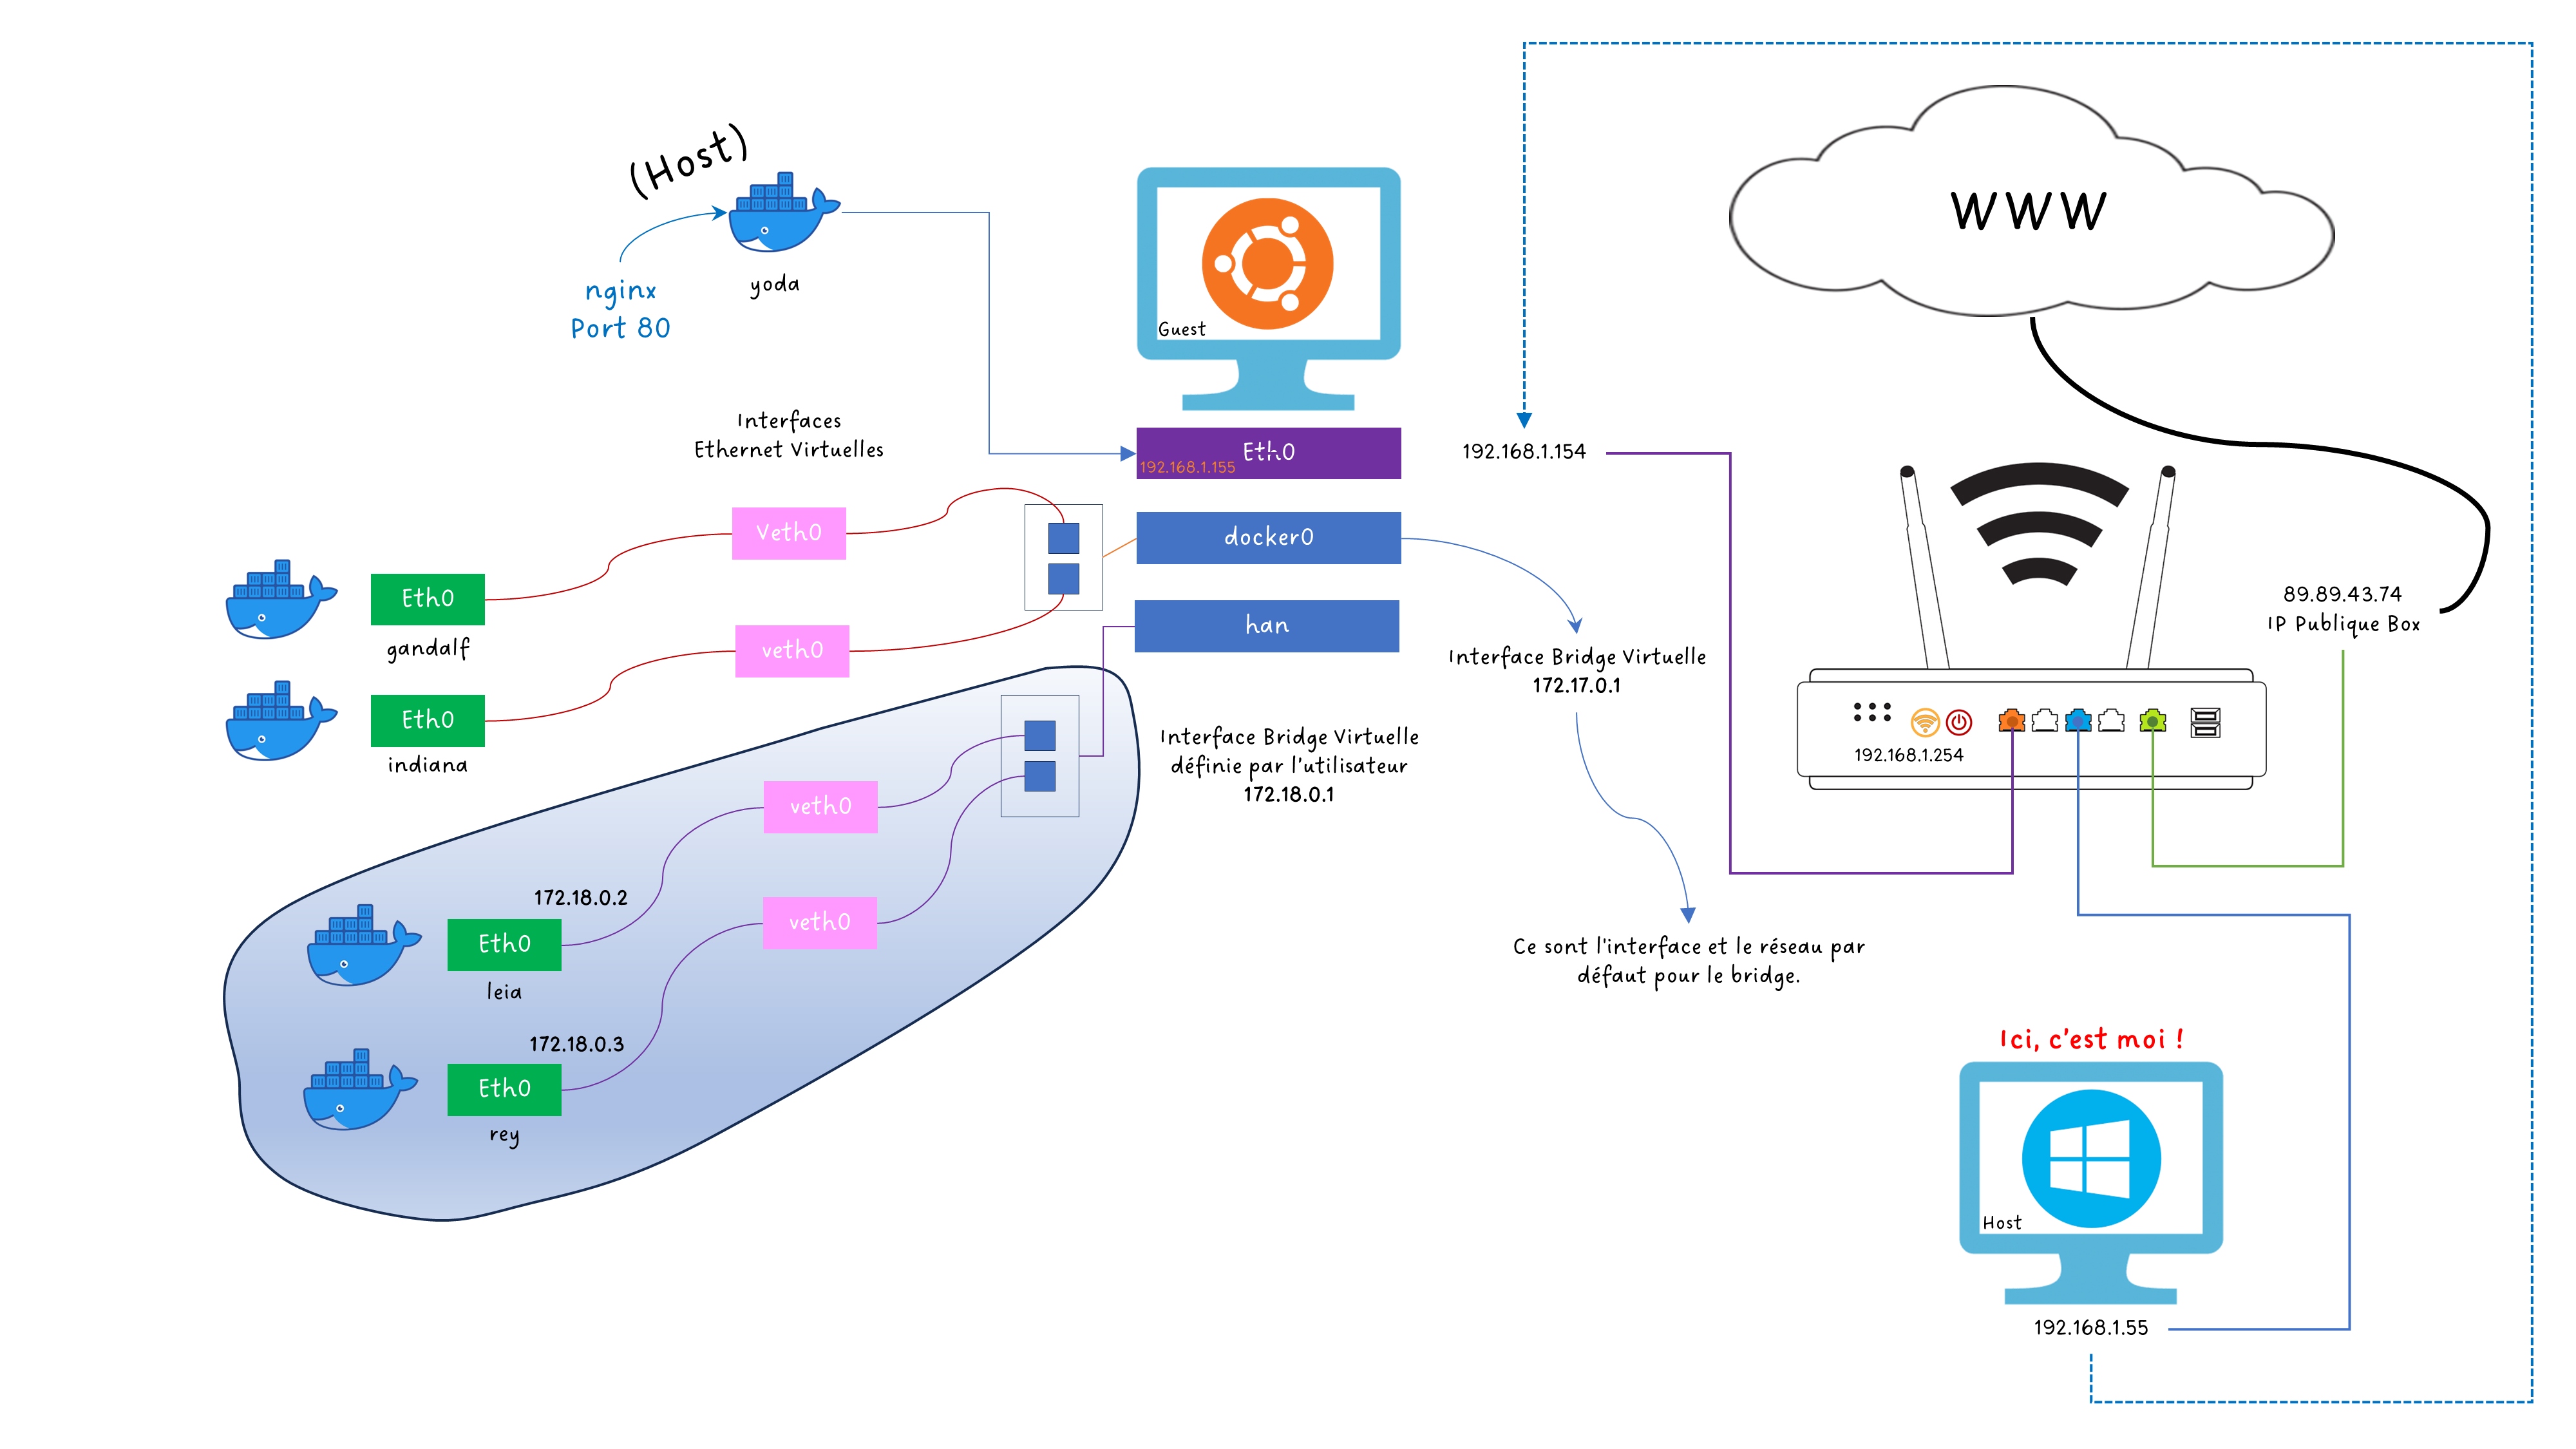 (Host)
yoda
nginx
Port 80
Guest
www
Interfaces
Ethernet Virtuelles
Eth0
192.168.1.155
192.168.1.154
Veth0
docker0
Eth0
gandalf
veth0
han
Eth0
indiana
Interface Bridge Virtuelle
172.17.0.1
89.89.43.74
IP Publique Box
192.168.1.254
Interface Bridge Virtuelle
définie par l'utilisateur
172.18.0.1
veth0
172.18.0.2
Eth0
leia
veth0
172.18.0.3
Eth0
rey
Ce sont l'interface et le réseau par
défaut pour le bridge.
Ici, c'est moi !
Host
192.168.1.55